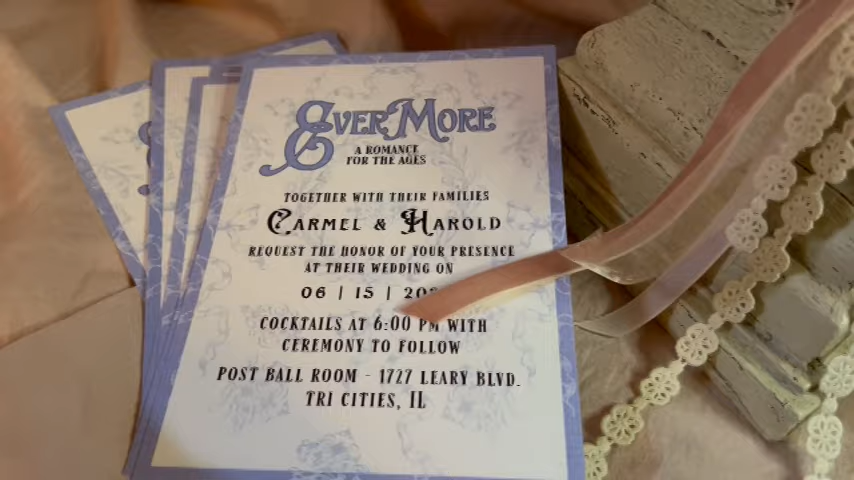 EVERMORE
A ROMANCE
FOR THE AGES
TOGETHER WITH THEIR FAMILIES
CARMEL & HAROLD
REQUEST THE HONOR OF YOUR PRESENCE
AT THEIR WEDDING ON
06 | 15 |
COCKTAILS AT 6:00 PM WITH
CEREMONY TO FOLLOW
POST BALL ROOM - 1727 LEARY BLVD.
TRI CITIES, IL